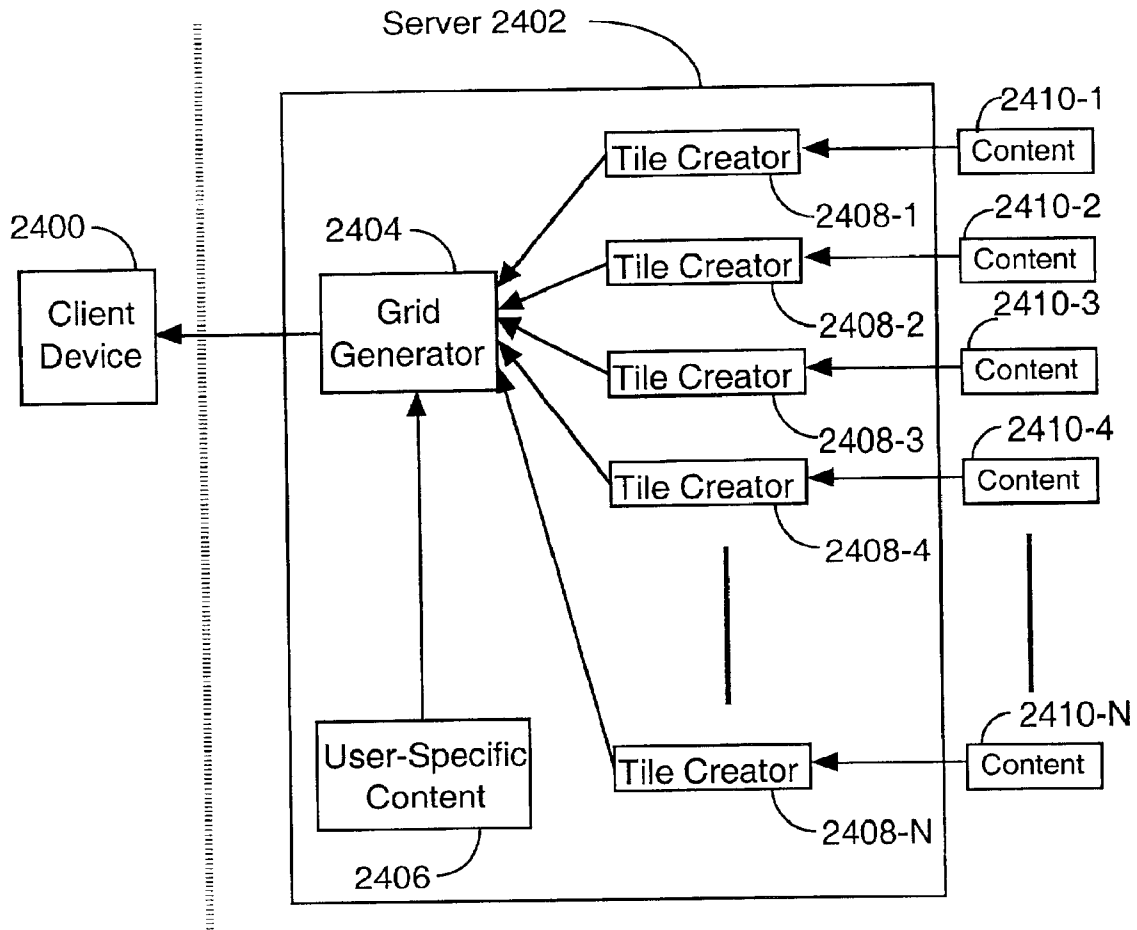 Server 2402
2410-1
Tile Creator
Content
2408-1
2410-2
2400
2404
Tile Creator
Content
Client
Device
Grid
Generator
2408-2
2410-3
Tile Creator
Content
2408-3
2410-4
Tile Creator
Content
2408-4
2410-N
User-Specific
Content
Tile Creator
Content
2408-N
2406